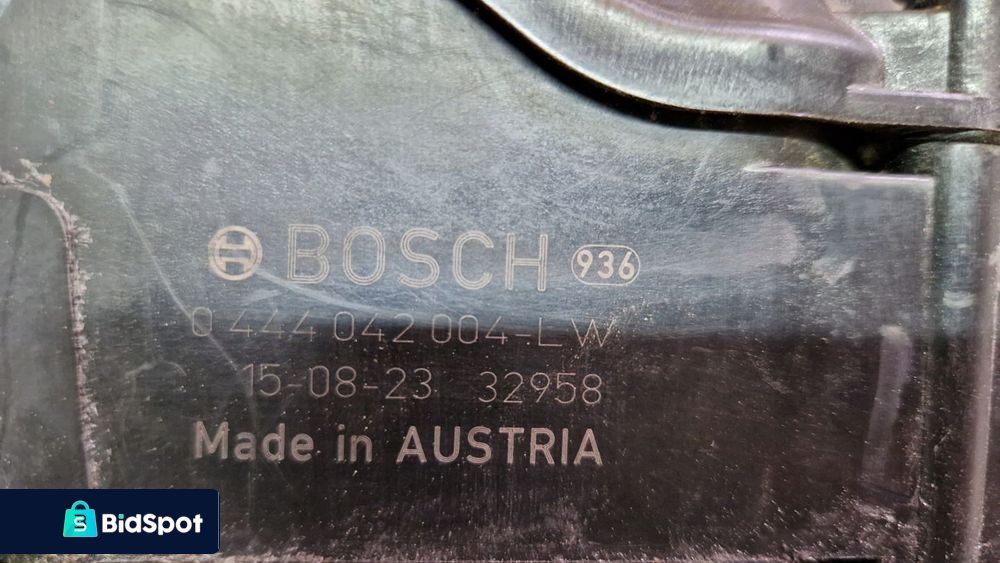 BOSCH 936
0 444 042 004-LW
15-08-23 32958
Made in AUSTRIA
BidSpot